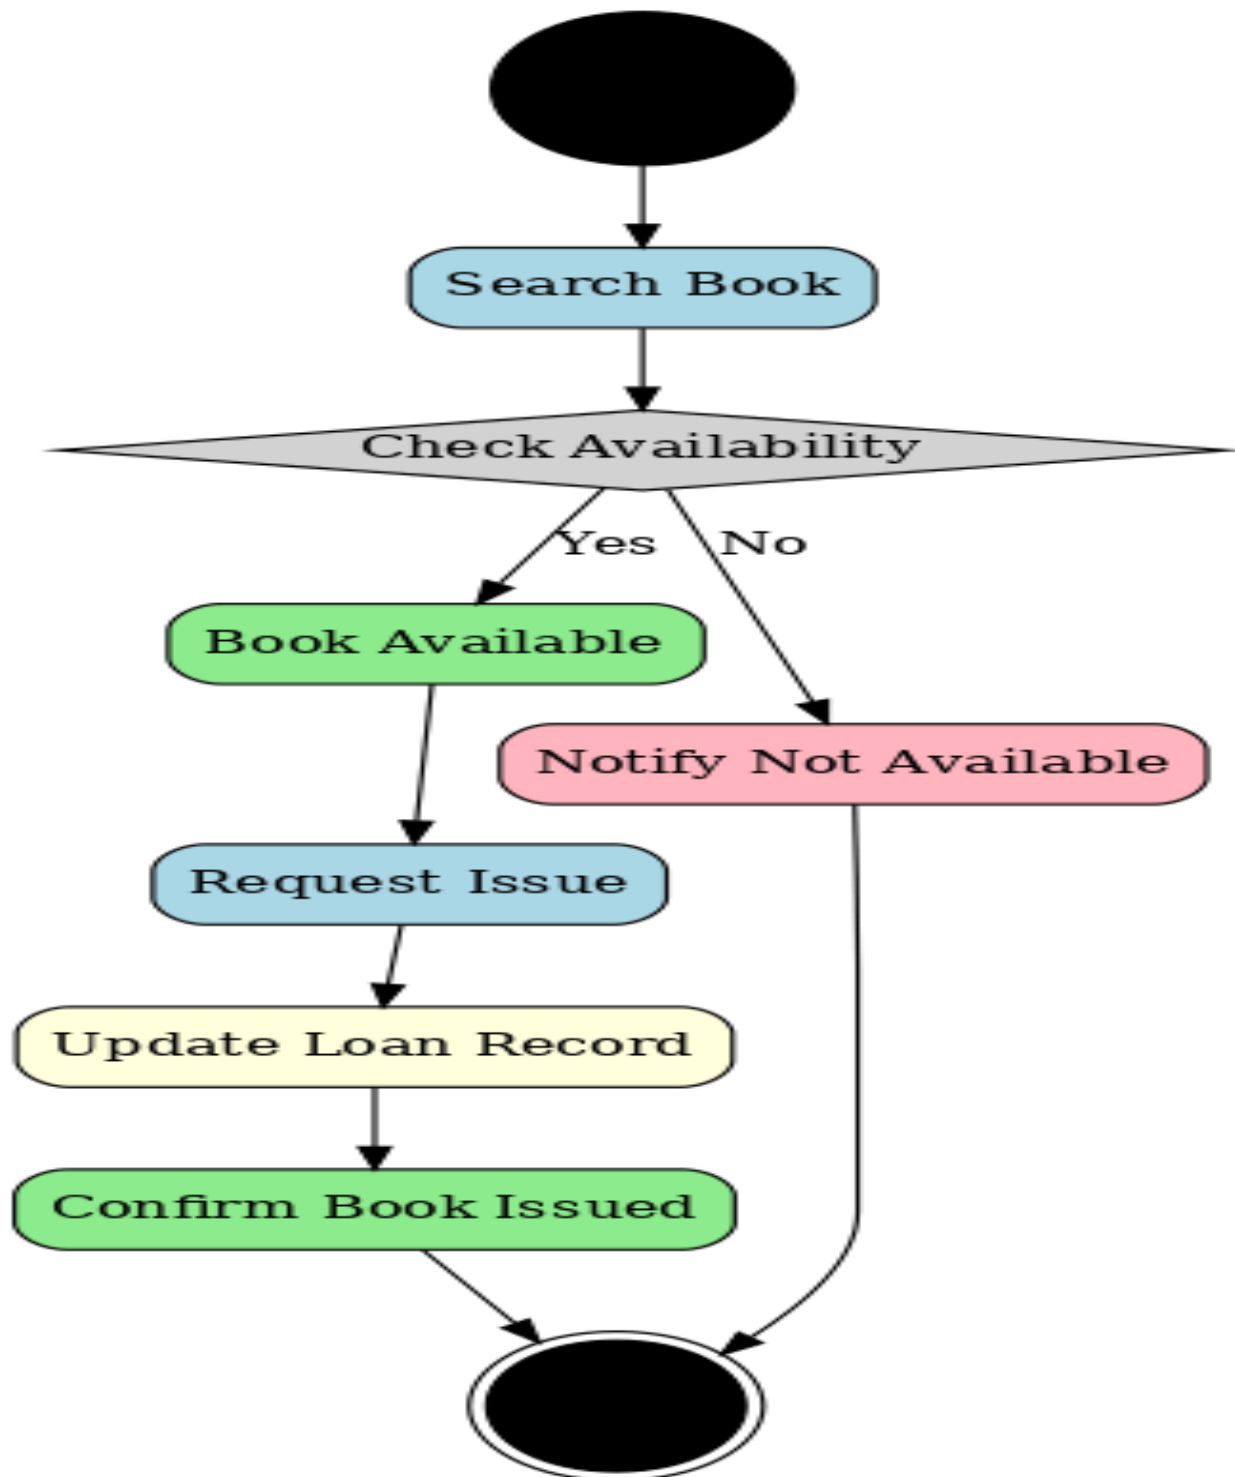 Search Book
Check Availability
Yes
No
Book Available
Notify Not Available
Request Issue
Update Loan Record
Confirm Book Issued